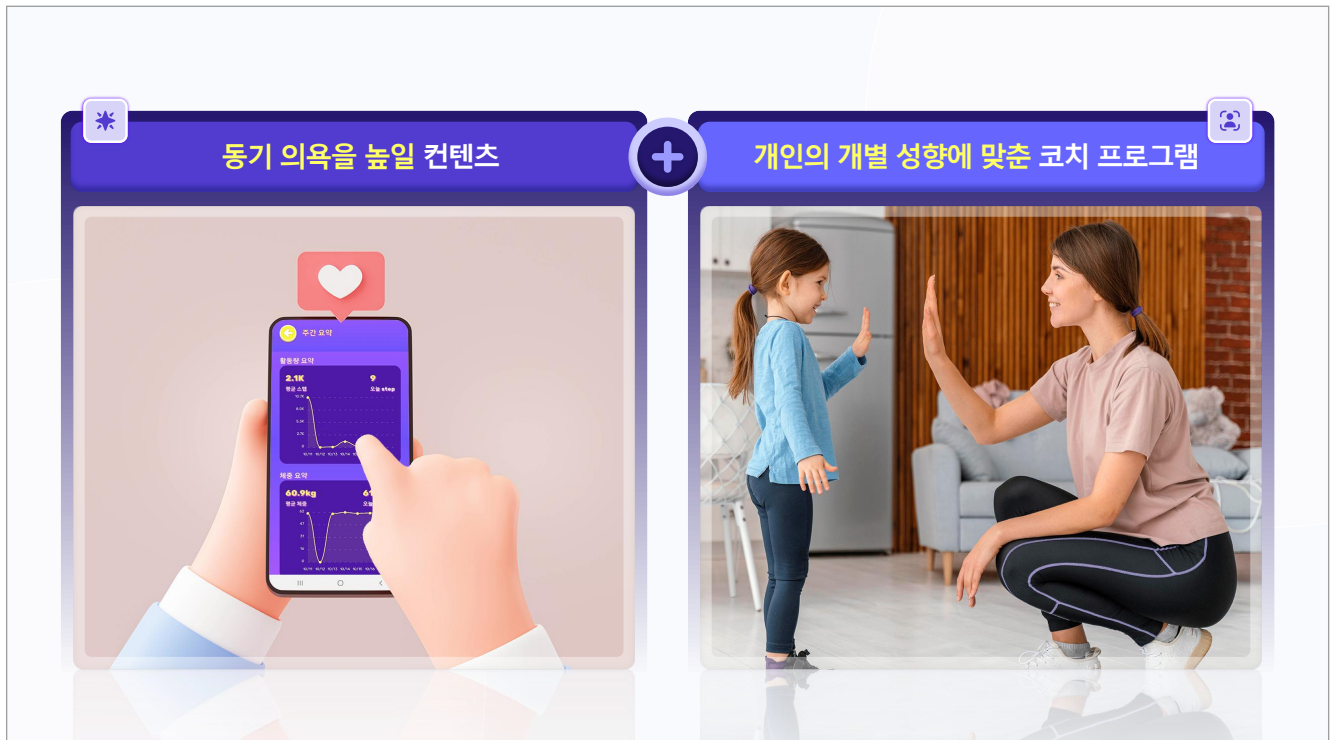 동기 의욕을 높일 컨텐츠
개인의 개별 성향에 맞춘 코치 프로그램
주간 요약
활동량 요약
2.1K
9
평균 스텝
오늘 step
체중 요약
60.9kg
평균 체중